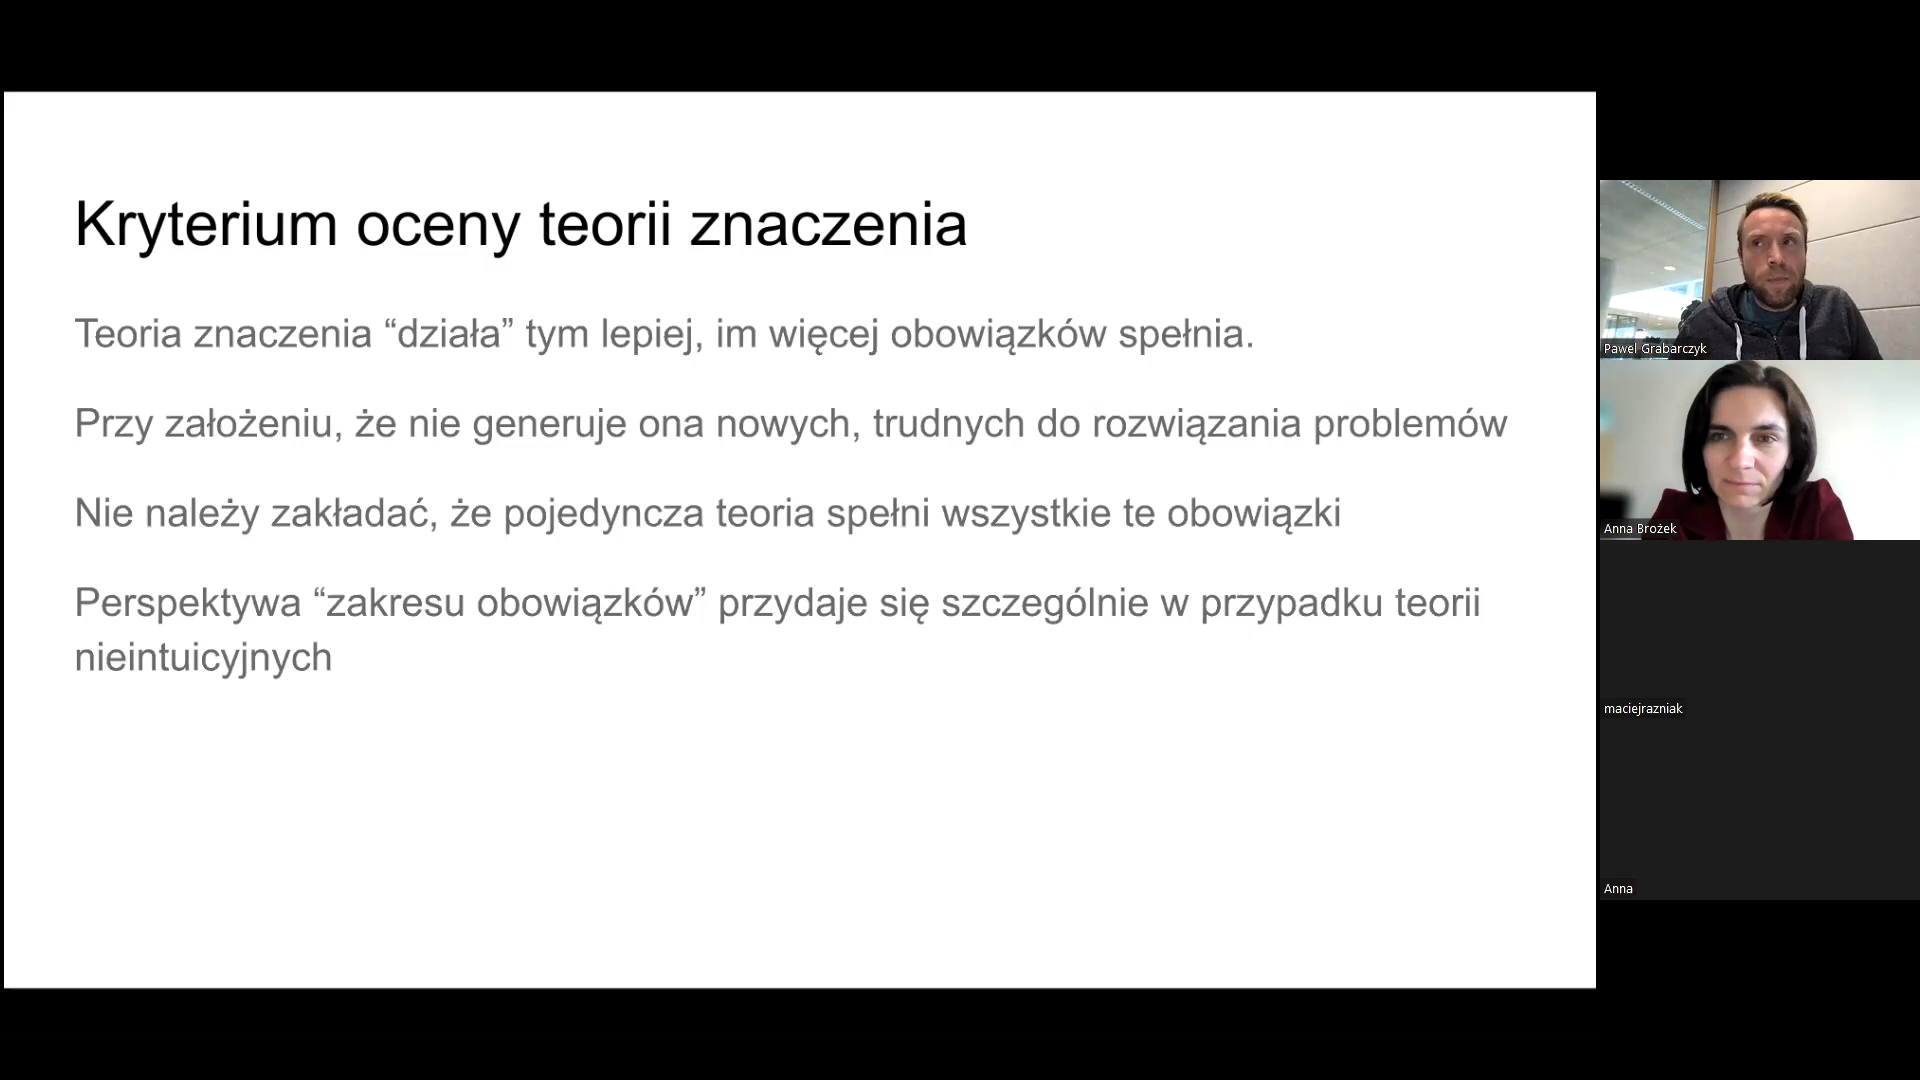 Kryterium oceny teorii znaczenia
Teoria znaczenia “działa” tym lepiej, im więcej obowiązków spełnia.
Przy założeniu, że nie generuje ona nowych, trudnych do rozwiązania problemów
Nie należy zakładać, że pojedyncza teoria spełni wszystkie te obowiązki
Perspektywa “zakresu obowiązków” przydaje się szczególnie w przypadku teorii
nieintuicyjnych
Pawel Grabarczyk
Anna Brożek
maciejrazniak
Anna